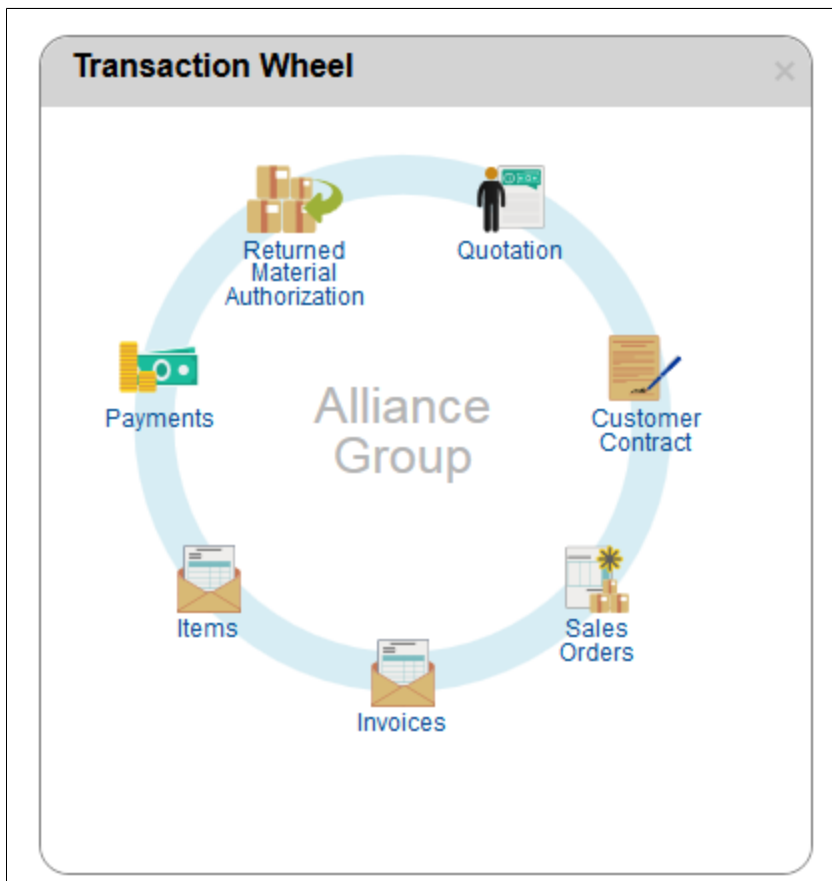 Transaction Wheel
Returned
Material
Authorization
Quotation
Payments
Alliance
Group
Customer
Contract
Items
Sales
Orders
Invoices